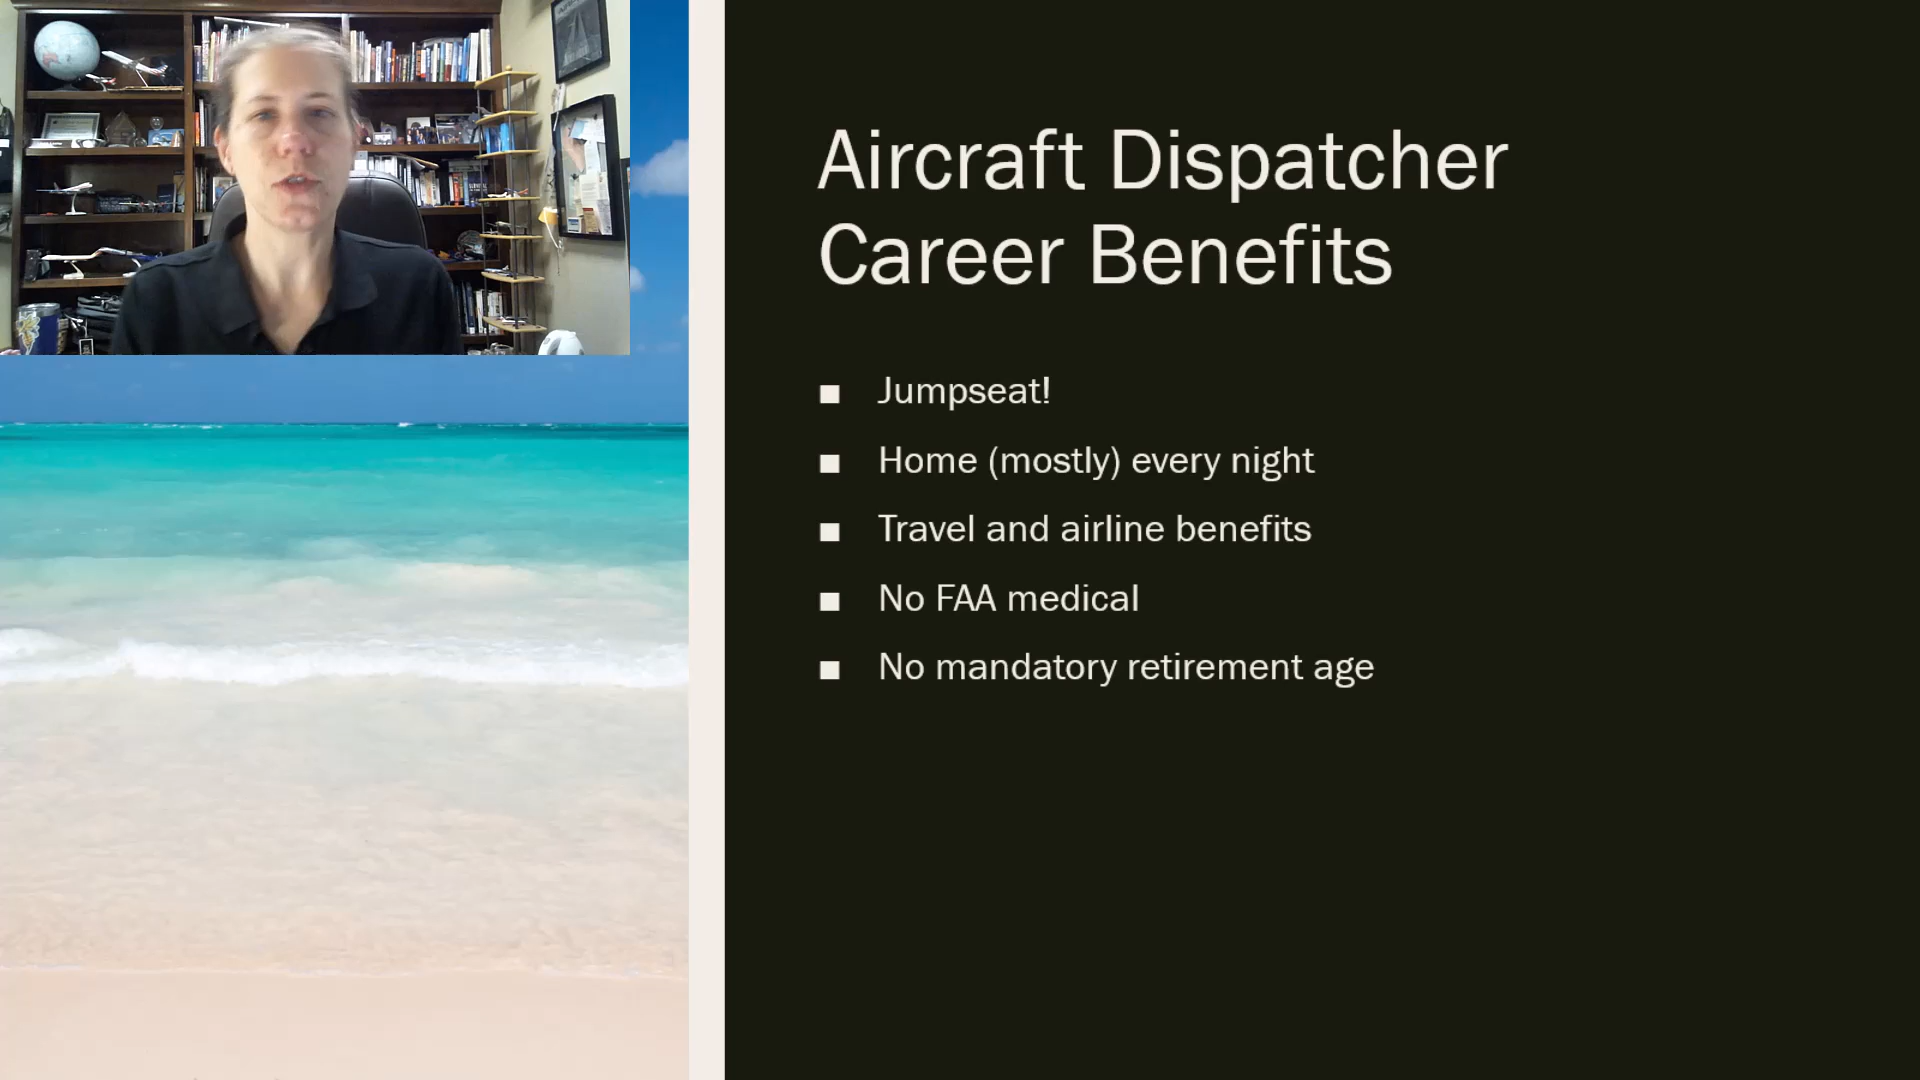 Aircraft Dispatcher
Career Benefits
Jumpseat!
Home (mostly) every night
Travel and airline benefits
No FAA medical
No mandatory retirement age